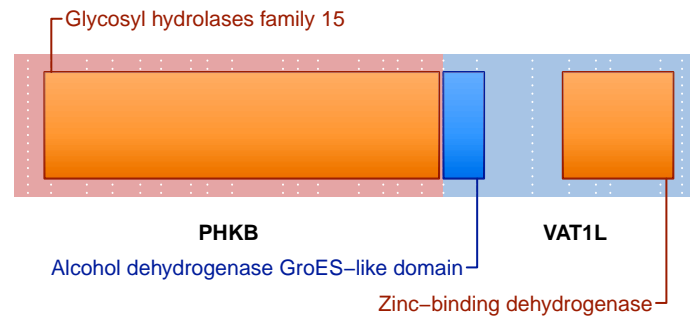 Glycosyl hydrolases family 15
PHKB
VAT1L
Alcohol dehydrogenase GroES−like domain
Zinc−binding dehydrogenase